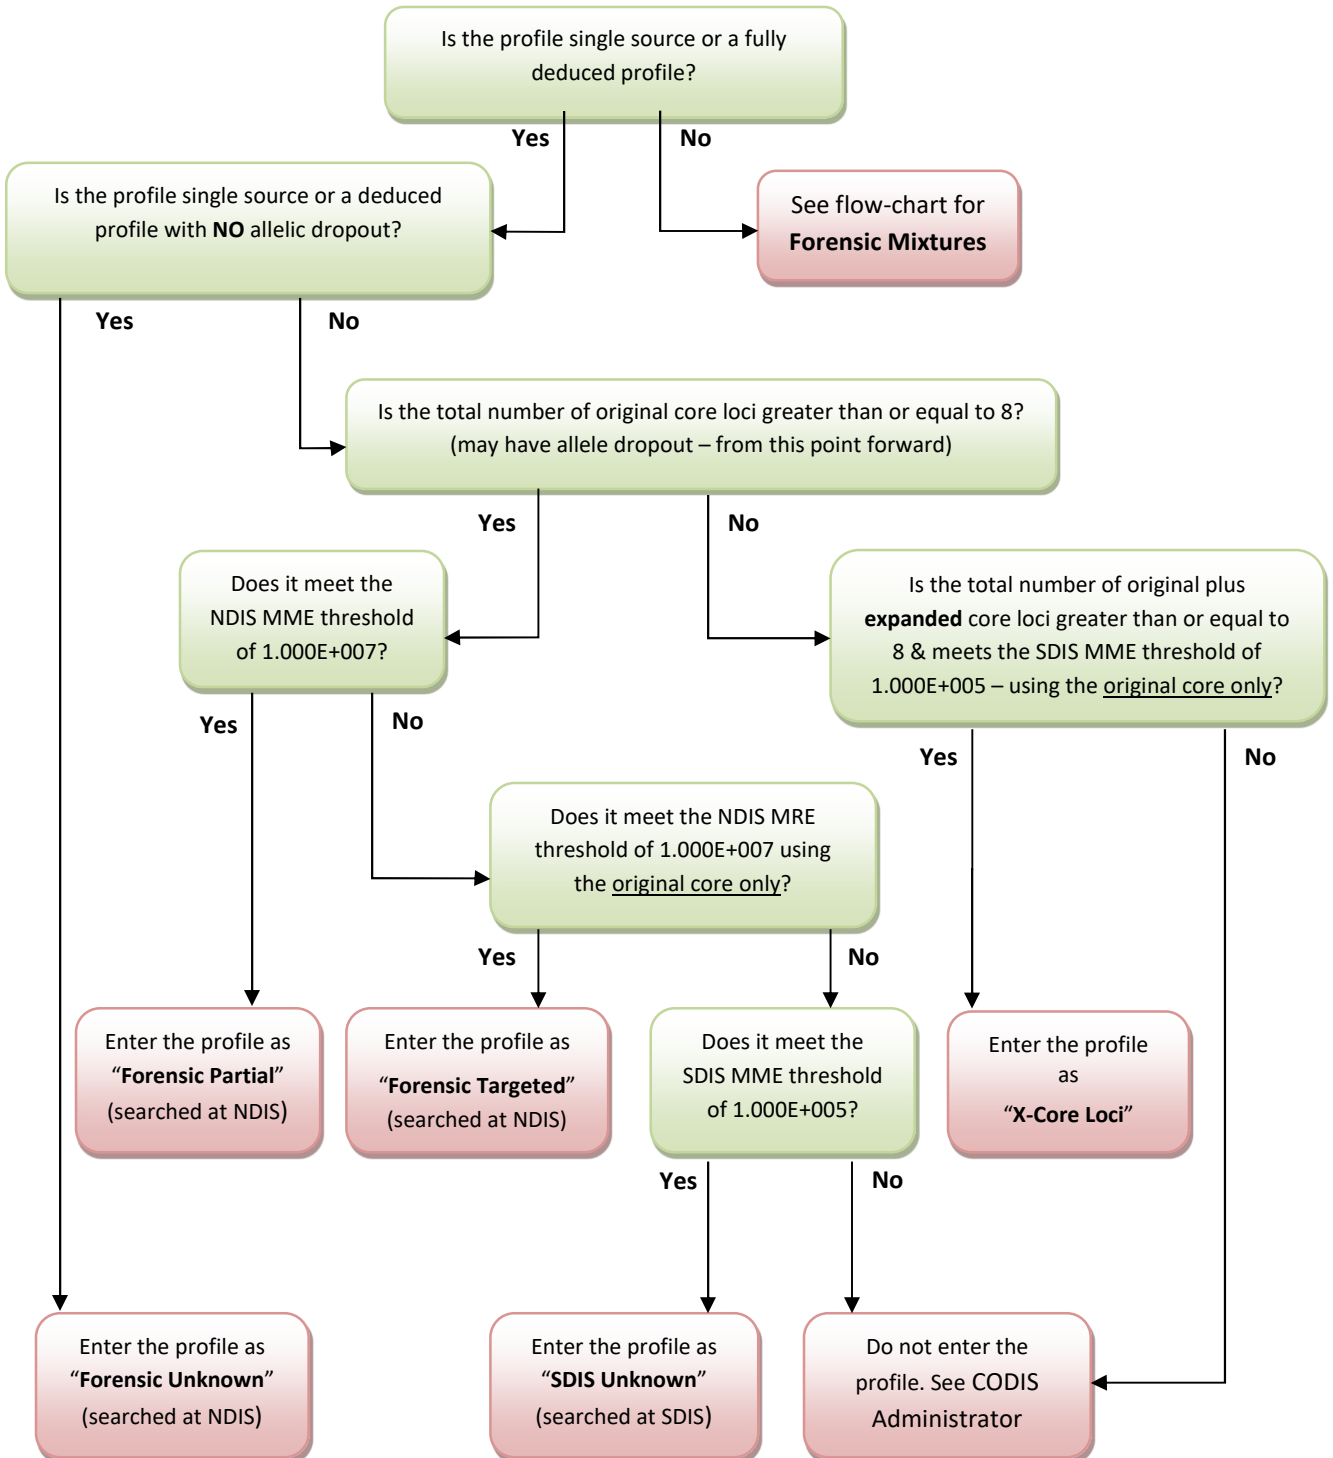 Is the profile single source or a fully
deduced profile?
Yes
No
Is the profile single source or a deduced
profile with NO allelic dropout?
See flow-chart for
Forensic Mixtures
Yes
No
Is the total number of original core loci greater than or equal to 8?
(may have allele dropout – from this point forward)
Yes
No
Does it meet the
NDIS MME threshold
of 1.000E+007?
Is the total number of original plus
expanded core loci greater than or equal to
8 & meets the SDIS MME threshold of
1.000E+005 – using the original core only?
Yes
No
Yes
No
Does it meet the NDIS MRE
threshold of 1.000E+007 using
the original core only?
Yes
No
Enter the profile as
“Forensic Partial”
(searched at NDIS)
Enter the profile as
“Forensic Targeted”
(searched at NDIS)
Does it meet the
SDIS MME threshold
of 1.000E+005?
Enter the profile
as
“X-Core Loci”
Yes
No
Enter the profile as
“Forensic Unknown”
(searched at NDIS)
Enter the profile as
“SDIS Unknown”
(searched at SDIS)
Do not enter the
profile. See CODIS
Administrator